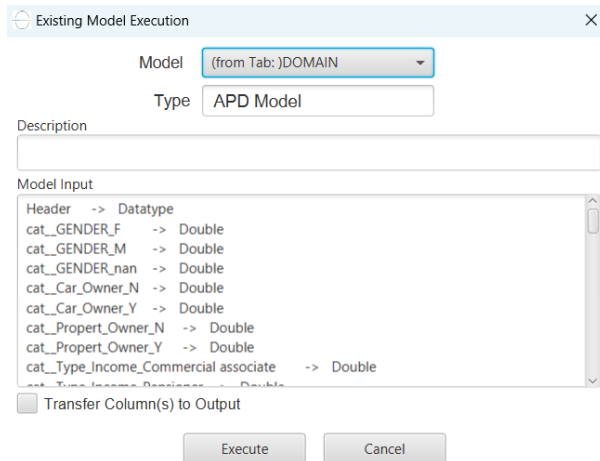 Existing Model Execution
Model (from Tab: )DOMAIN
Type APD Model
Description
Model Input
Header -> Datatype
cat__GENDER_F -> Double
cat__GENDER_M -> Double
cat__GENDER_nan -> Double
cat__Car_Owner_N -> Double
cat__Car_Owner_Y -> Double
cat__Propert_Owner_N -> Double
cat__Propert_Owner_Y -> Double
cat__Type_Income_Commercial associate -> Double
cat__Type_Income_Pensioner -> Double
Transfer Column(s) to Output
Execute Cancel